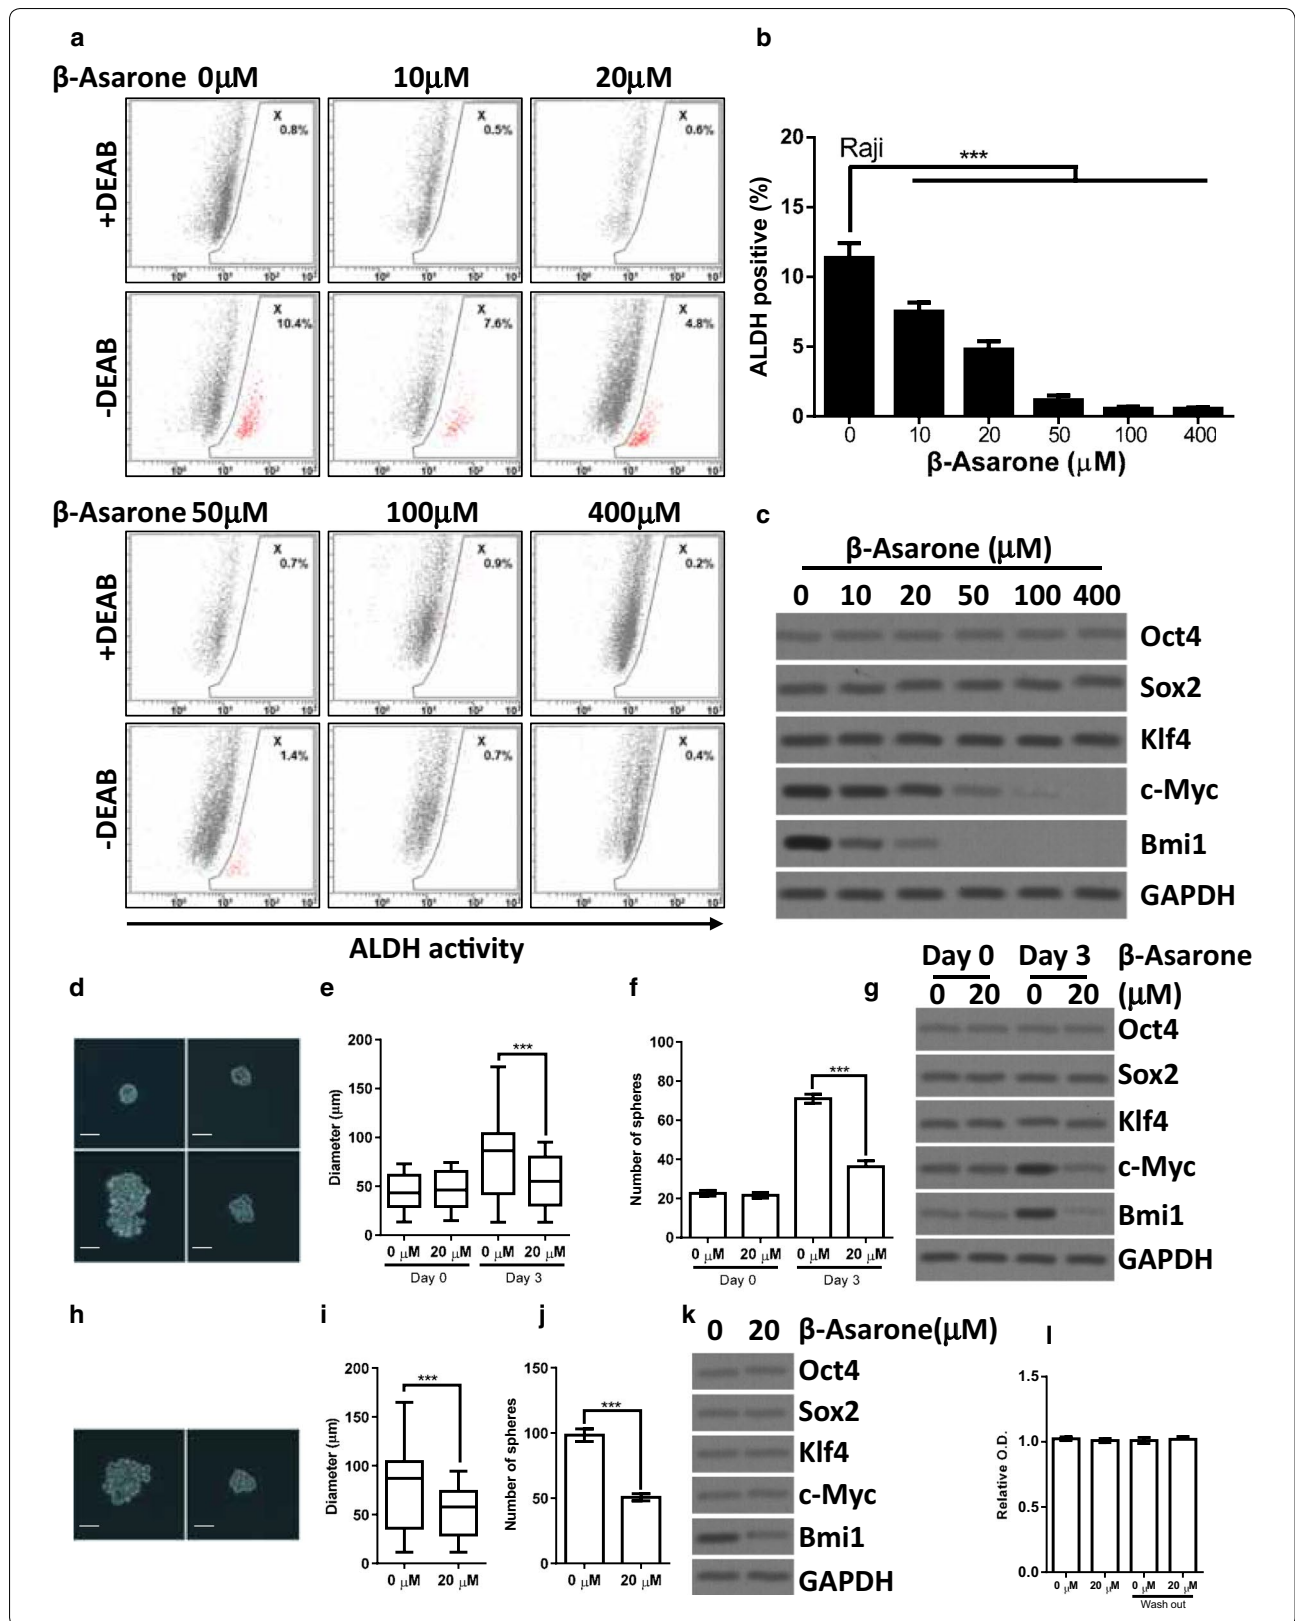 a
β-Asarone 0μM 10μM 20μM
+DEAB
X 0.8%
X 0.5%
X 0.6%
-DEAB
X 10.4%
X 7.6%
X 4.8%
β-Asarone 50μM 100μM 400μM
+DEAB
X 0.7%
X 0.9%
X 0.2%
-DEAB
X 1.4%
X 0.7%
X 0.4%
ALDH activity
b
Raji
***
ALDH positive (%)
20
15
10
5
0
0 10 20 50 100 400
β-Asarone (μM)
c
β-Asarone (μM)
0 10 20 50 100 400
Oct4
Sox2
Klf4
c-Myc
Bmi1
GAPDH
d
e
Diameter (μm)
200
150
100
50
0
***
0 μM 20 μM 0 μM 20 μM
Day 0 Day 3
f
Number of spheres
100
80
60
40
20
0
***
0 μM 20 μM 0 μM 20 μM
Day 0 Day 3
g
Day 0 Day 3 β-Asarone
0 20 0 20 (μM)
Oct4
Sox2
Klf4
c-Myc
Bmi1
GAPDH
h
i
Diameter (μm)
200
150
100
50
0
***
0 μM 20 μM
j
Number of spheres
150
100
50
0
***
0 μM 20 μM
k
0 20 β-Asarone(μM)
Oct4
Sox2
Klf4
c-Myc
Bmi1
GAPDH
l
Relative O.D.
1.5
1.0
0.5
0.0
0 μM 20 μM 0 μM 20 μM
Wash out